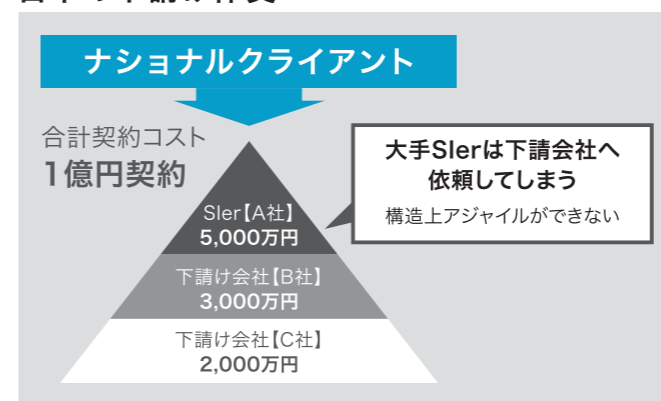 ナショナルクライアント
合計契約コスト
1億円契約
大手SIerは下請会社へ
依頼してしまう
構造上アジャイルができない
SIer【A社】
5,000万円
下請け会社【B社】
3,000万円
下請け会社【C社】
2,000万円